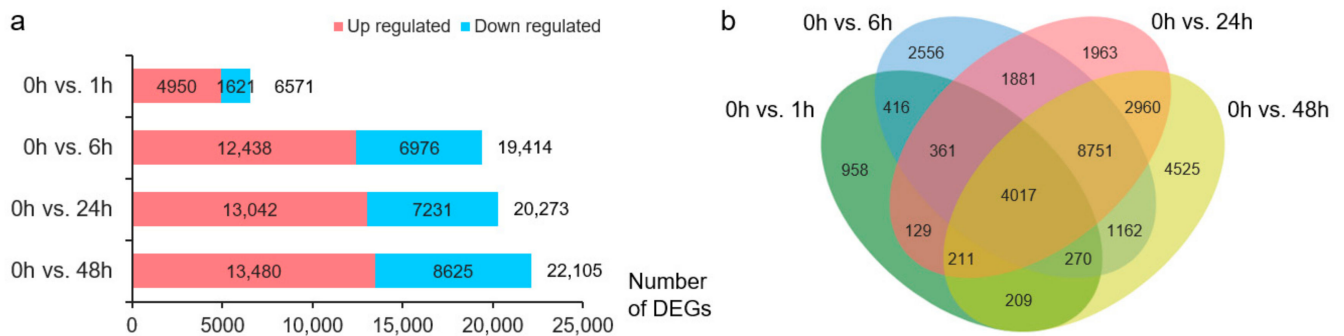 a
Up regulated Down regulated
0h vs. 1h 4950 1621 6571
0h vs. 6h 12,438 6976 19,414
0h vs. 24h 13,042 7231 20,273
0h vs. 48h 13,480 8625 22,105
Number
of DEGs
0 5000 10,000 15,000 20,000 25,000
b
0h vs. 6h 0h vs. 24h
2556 1963
1881
0h vs. 1h 416 2960 0h vs. 48h
361 8751
958 4525
4017
129 1162
211 270
209